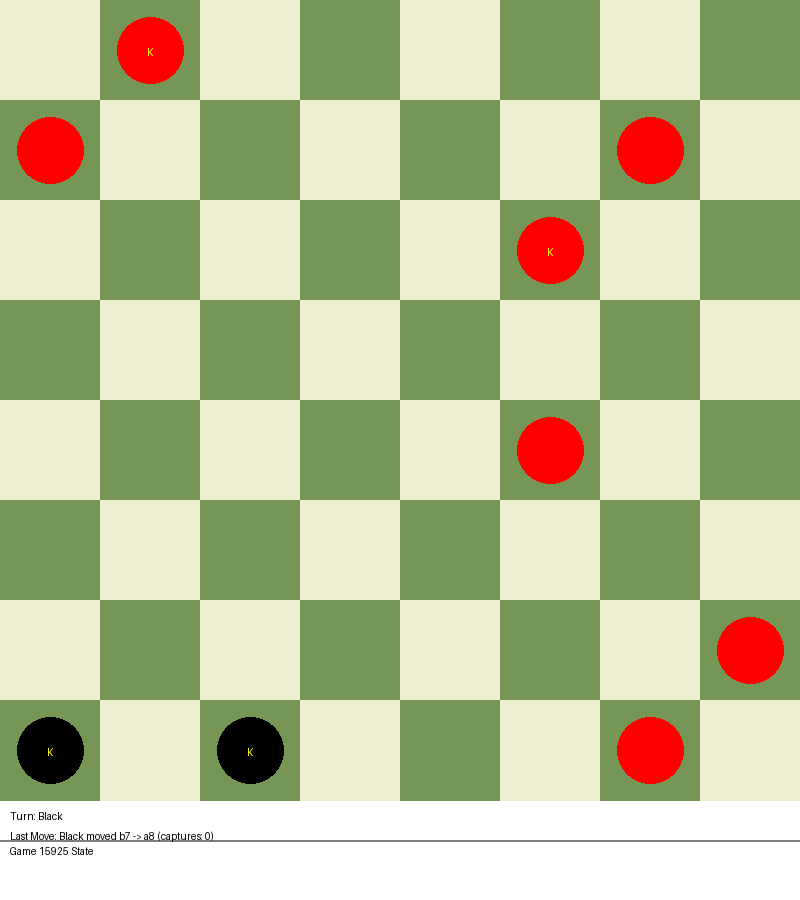 K
K
K K
Turn: Black
Last Move: Black moved b7 -> a8 (captures: 0)
Game 15925 State